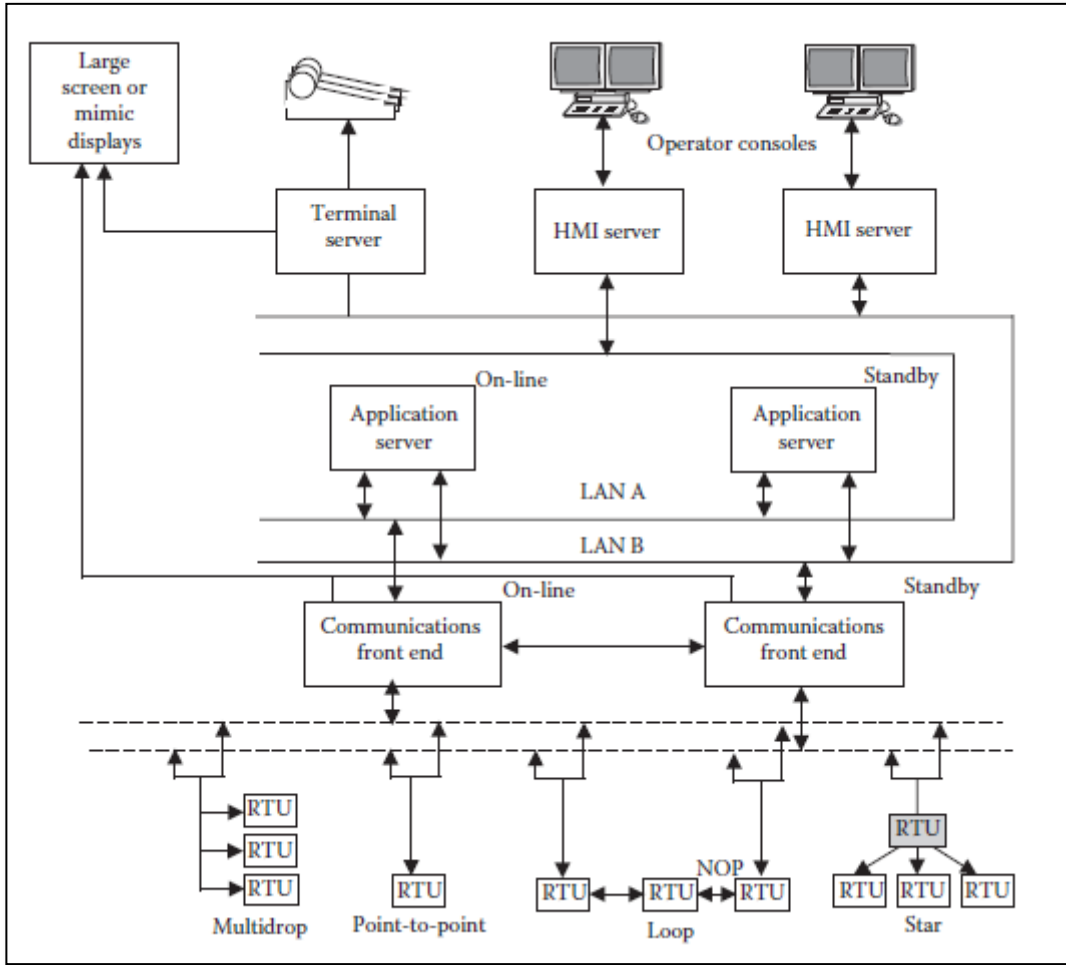 Large
screen or
mimic
displays
Operator consoles
Terminal
server
HMI server
HMI server
On-line
Standby
Application
server
Application
server
LAN A
LAN B
On-line
Standby
Communications
front end
Communications
front end
RTU
RTU
RTU
Multidrop
RTU
Point-to-point
RTU
RTU
NOP
RTU
Loop
RTU
RTU
RTU
RTU
Star